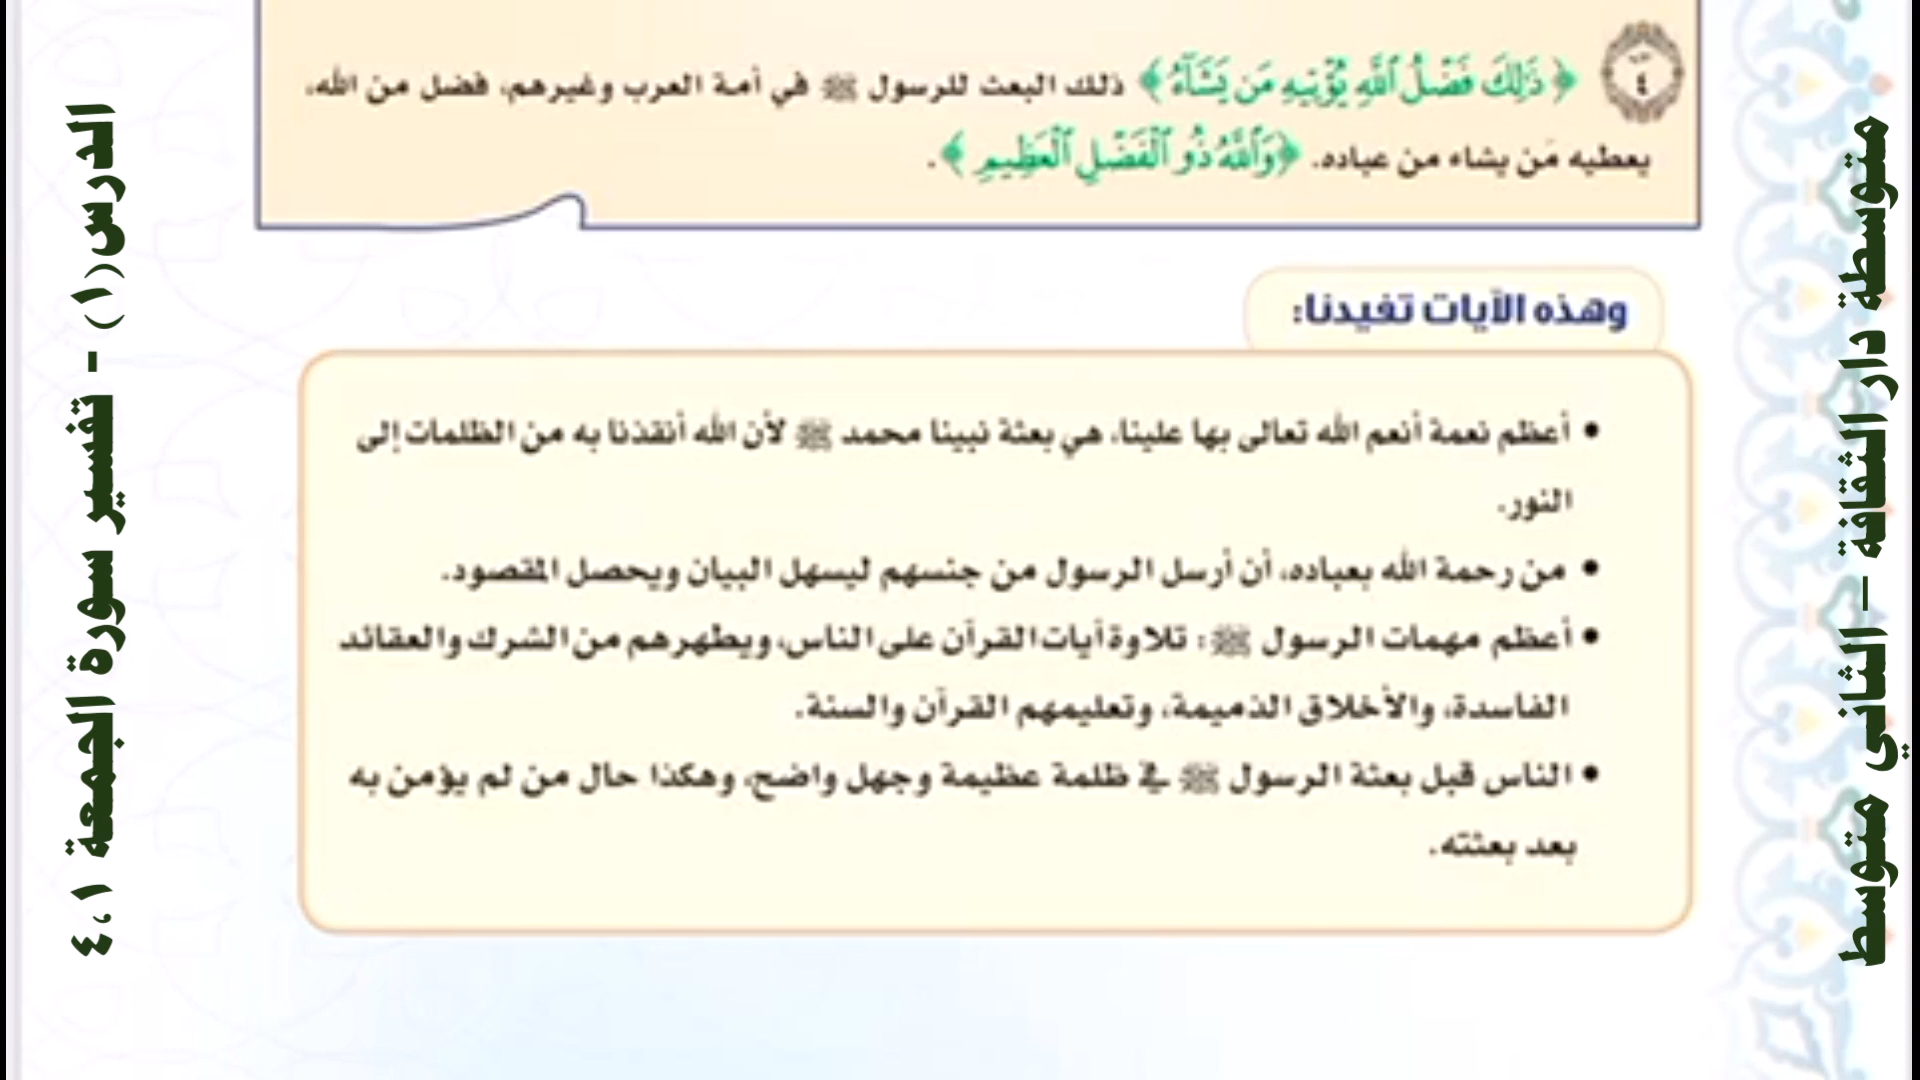 ٤ ﴿ذَٰلِكَ فَضْلُ ٱللَّهِ يُؤْتِيهِ مَن يَشَآءُ﴾ ذلك البعث للرسول ﷺ في أمة العرب وغيرهم، فضل من الله،
يعطيه مَن يشاء من عباده. ﴿وَٱللَّهُ ذُو ٱلْفَضْلِ ٱلْعَظِيمِ﴾.
وهذه الآيات تفيدنا:
• أعظم نعمة أنعم الله تعالى بها علينا، هي بعثة نبينا محمد ﷺ لأن الله أنقذنا به من الظلمات إلى
النور.
• من رحمة الله بعباده، أن أرسل الرسول من جنسهم ليسهل البيان ويحصل المقصود.
• أعظم مهمات الرسول ﷺ: تلاوة آيات القرآن على الناس، ويطهرهم من الشرك والعقائد
الفاسدة، والأخلاق الذميمة، وتعليمهم القرآن والسنة.
• الناس قبل بعثة الرسول ﷺ في ظلمة عظيمة وجهل واضح، وهكذا حال من لم يؤمن به
بعد بعثته.
متوسطة دار الثقافة – الثاني متوسط
الدرس(١) - تفسير سورة الجمعة ٤،١